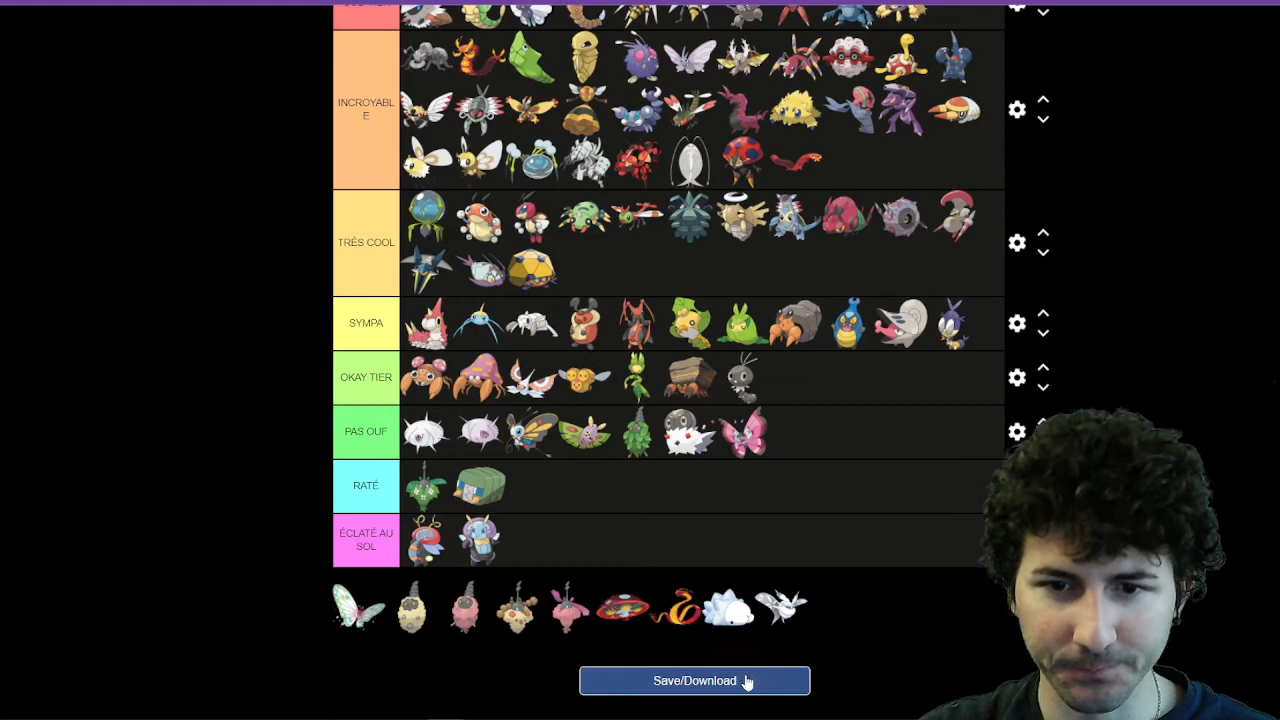 INCROYABL
E
TRÈS COOL
SYMPA
OKAY TIER
PAS OUF
RATÉ
ÉCLATÉ AU
SOL
Save/Download